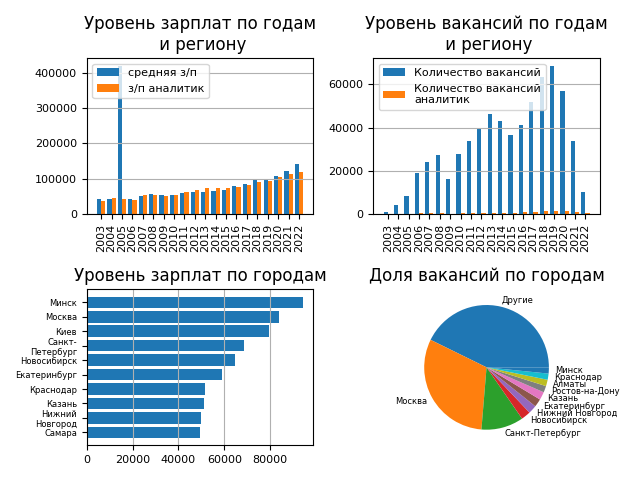 Уровень зарплат по годам
и региону
400000
300000
200000
100000
0
средняя з/п
з/п аналитик
2003
2004
2005
2006
2007
2008
2009
2010
2011
2012
2013
2014
2015
2016
2017
2018
2019
2020
2021
2022
Уровень вакансий по годам
и региону
60000
40000
20000
0
Количество вакансий
Количество вакансий
аналитик
2003
2004
2005
2006
2007
2008
2009
2010
2011
2012
2013
2014
2015
2016
2017
2018
2019
2020
2021
2022
Уровень зарплат по городам
Минск
Москва
Киев
Санкт-
Петербург
Новосибирск
Екатеринбург
Краснодар
Казань
Нижний
Новгород
Самара
0
20000
40000
60000
80000
Доля вакансий по городам
Другие
Москва
Санкт-Петербург
Новосибирск
Нижний Новгород
Екатеринбург
Казань
Ростов-на-Дону
Алматы
Краснодар
Минск